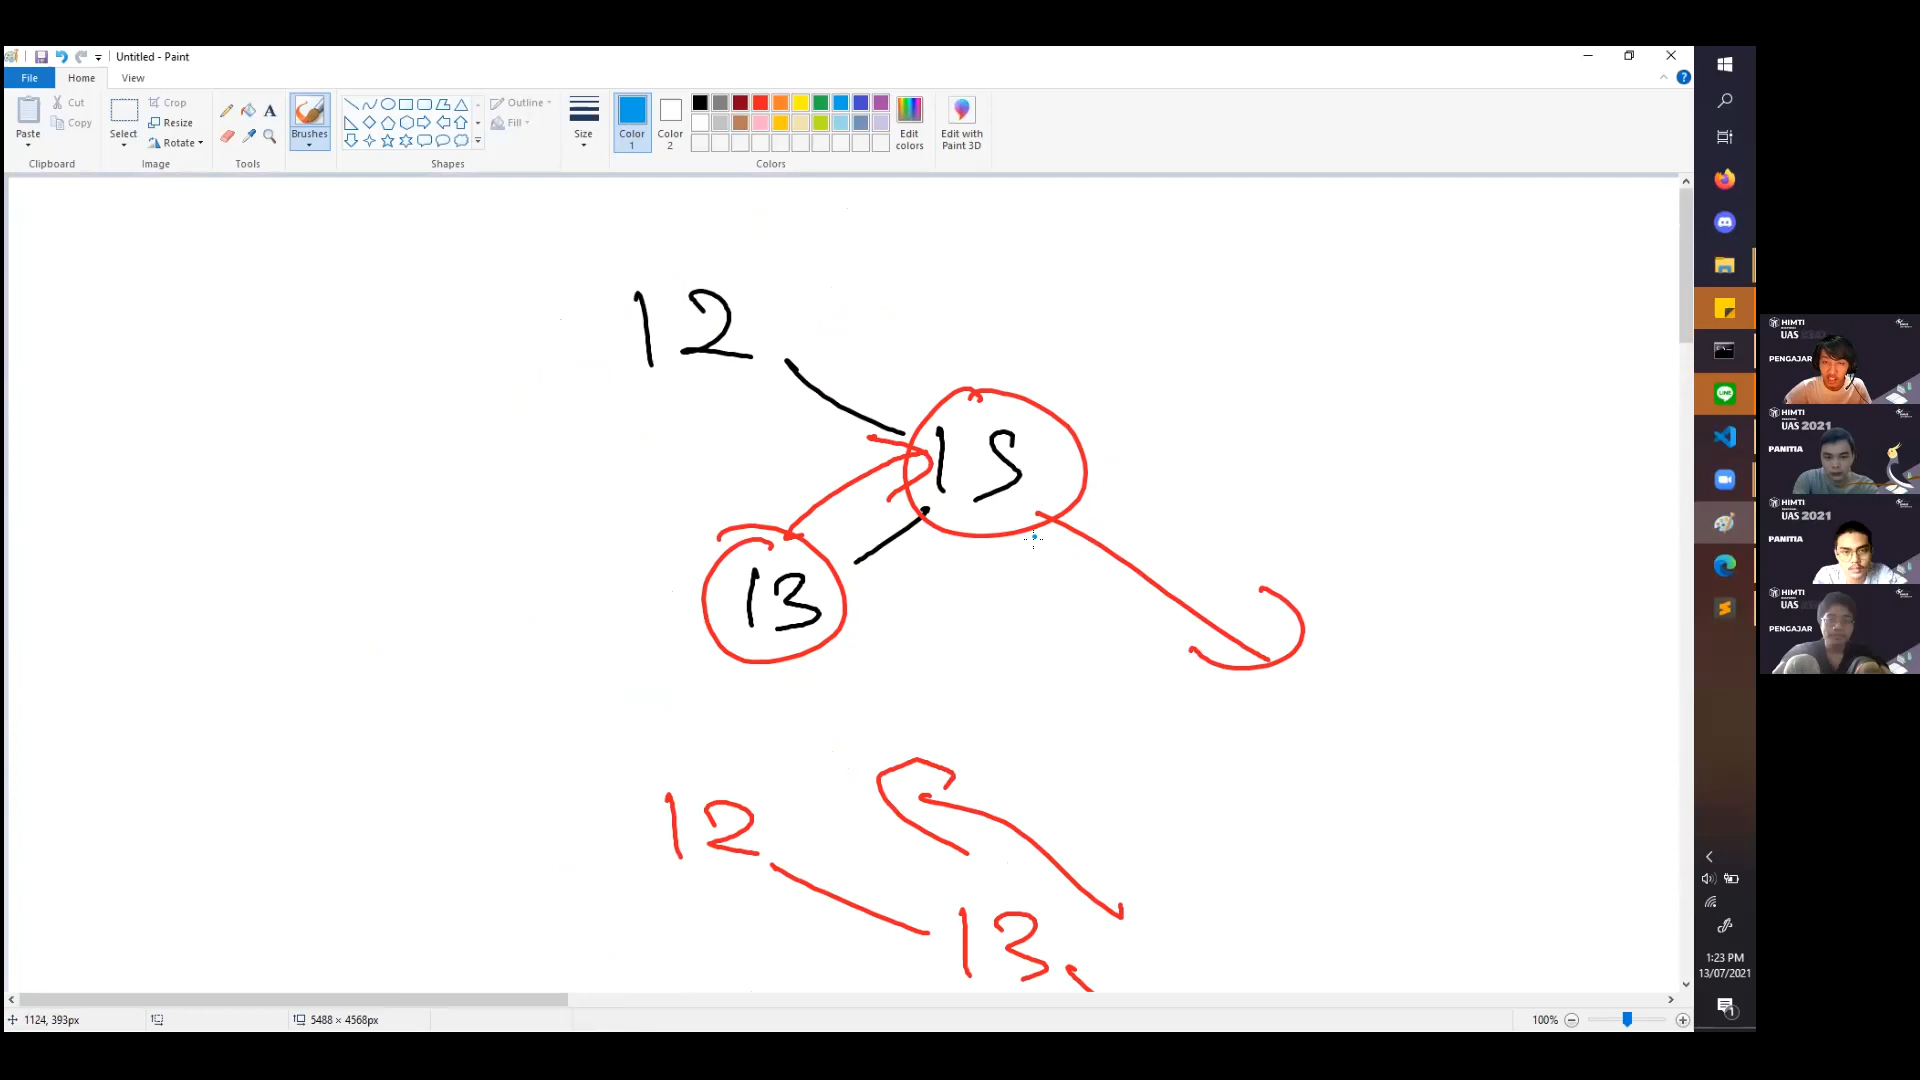 Untitled - Paint
File Home View
Paste
Cut
Copy
Clipboard
Select
Crop
Resize
Rotate
Image
Tools
Brushes
Shapes
Outline
Fill
Size
Color 1
Color 2
Colors
Edit colors
Edit with Paint 3D
12
15
13
12
13
1124, 393px
5488 × 4568px
100%
1:23 PM
13/07/2021
1
HIMTI
UAS
PENGAJAR
HIMTI
UAS 2021
PANITIA
HIMTI
UAS 2021
PANITIA
HIMTI
UAS
PENGAJAR
LINE